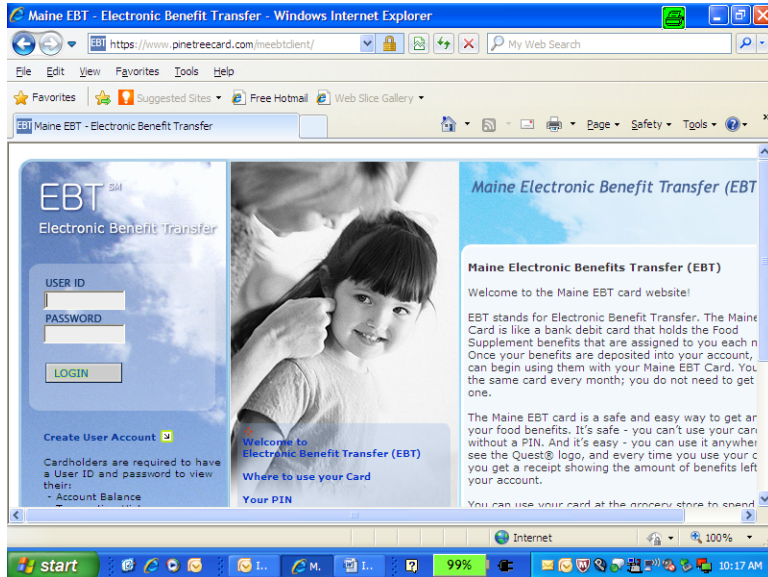 Maine EBT - Electronic Benefit Transfer - Windows Internet Explorer
EBT https://www.pinetreecard.com/meebtclient/
My Web Search
File Edit View Favorites Tools Help
Favorites Suggested Sites Free Hotmail Web Slice Gallery
EBT Maine EBT - Electronic Benefit Transfer
Page Safety Tools
EBT SM
Electronic Benefit Transfer
USER ID
PASSWORD
LOGIN
Create User Account
Cardholders are required to have
a User ID and password to view
their:
- Account Balance
Welcome to
Electronic Benefit Transfer (EBT)
Where to use your Card
Your PIN
Maine Electronic Benefit Transfer (EBT
Maine Electronic Benefits Transfer (EBT)
Welcome to the Maine EBT card website!
EBT stands for Electronic Benefit Transfer. The Maine
Card is like a bank debit card that holds the Food
Supplement benefits that are assigned to you each
Once your benefits are deposited into your account,
can begin using them with your Maine EBT Card. You
the same card every month; you do not need to get
one.
The Maine EBT card is a safe and easy way to get
your food benefits. It's safe - you can't use your
without a PIN. And it's easy - you can use it
see the Quest® logo, and every time you use your
you get a receipt showing the amount of benefits left
your account.
You can use your card at the grocery store to spend
Internet
100%
start
I..
M.
I..
99%
10:17 AM